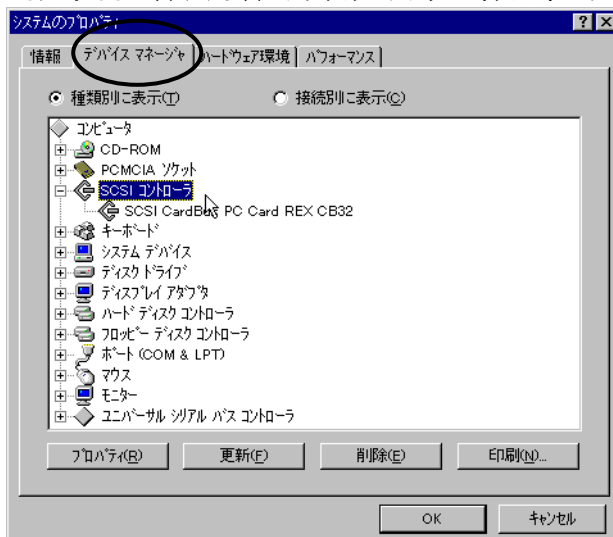 システムのプロパティ
情報 デバイス マネージャ ハードウェア環境 パフォーマンス
種類別に表示(T) 接続別に表示(C)
コンピュータ
CD-ROM
PCMCIA ソケット
SCSI コントローラ
SCSI CardBus PC Card REX CB32
キーボード
システム デバイス
ディスク ドライブ
ディスプレイ アダプタ
ハード ディスク コントローラ
フロッピー ディスク コントローラ
ポート (COM & LPT)
マウス
モニター
ユニバーサル シリアル バス コントローラ
プロパティ(R) 更新(F) 削除(E) 印刷(N)...
OK キャンセル